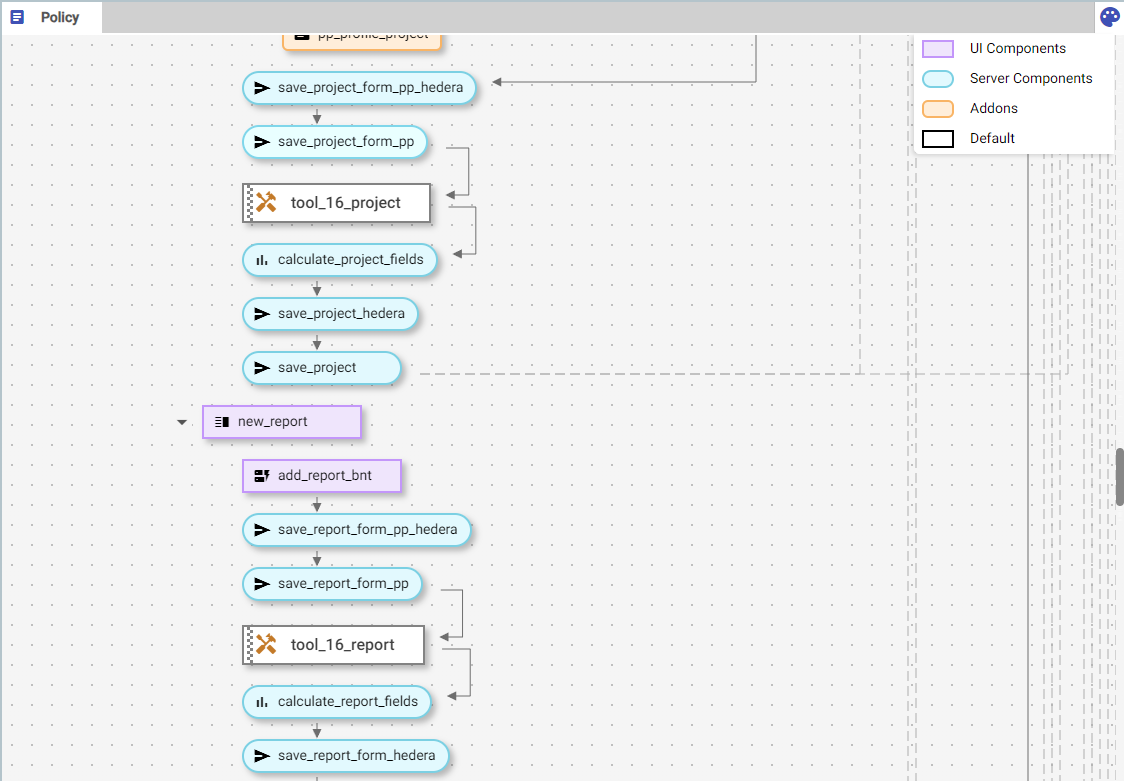 Policy
pp_profile_project
save_project_form_pp_hedera
save_project_form_pp
tool_16_project
calculate_project_fields
save_project_hedera
save_project
new_report
add_report_bnt
save_report_form_pp_hedera
save_report_form_pp
tool_16_report
calculate_report_fields
save_report_form_hedera
UI Components
Server Components
Addons
Default